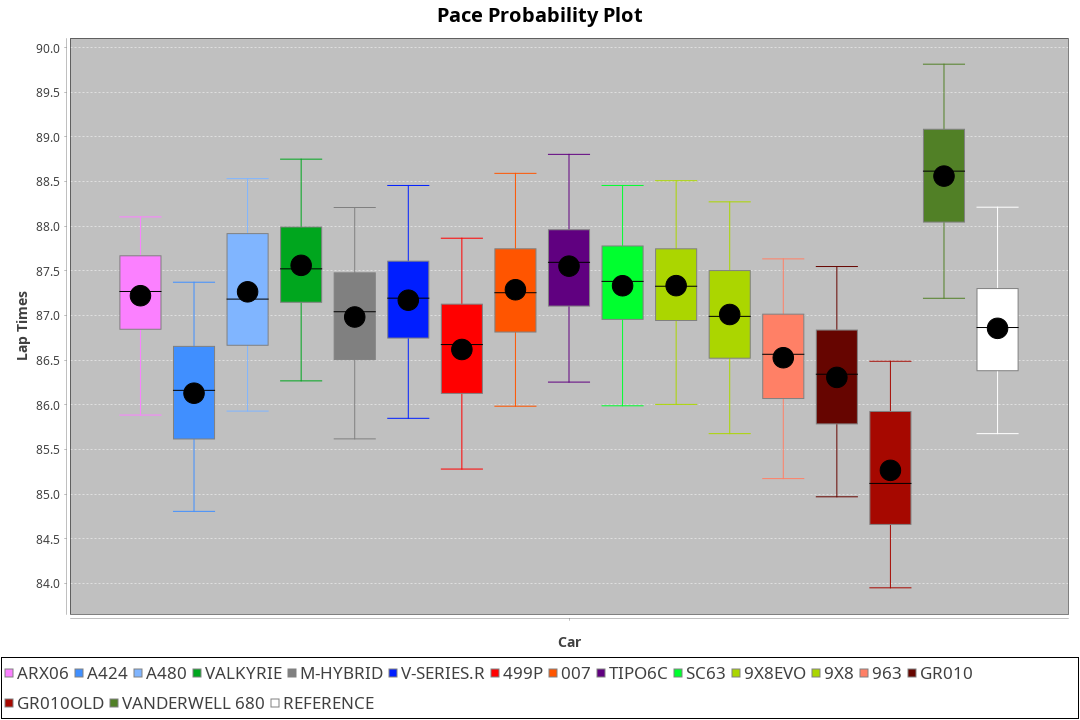 Pace Probability Plot
90.0
89.5
89.0
88.5
88.0
87.5
87.0
86.5
86.0
85.5
85.0
84.5
84.0
Lap Times
Car
ARX06 A424 A480 VALKYRIE M-HYBRID V-SERIES.R 499P 007 TIPO6C SC63 9X8EVO 9X8 963 GR010
GR010OLD VANDERWELL 680 REFERENCE